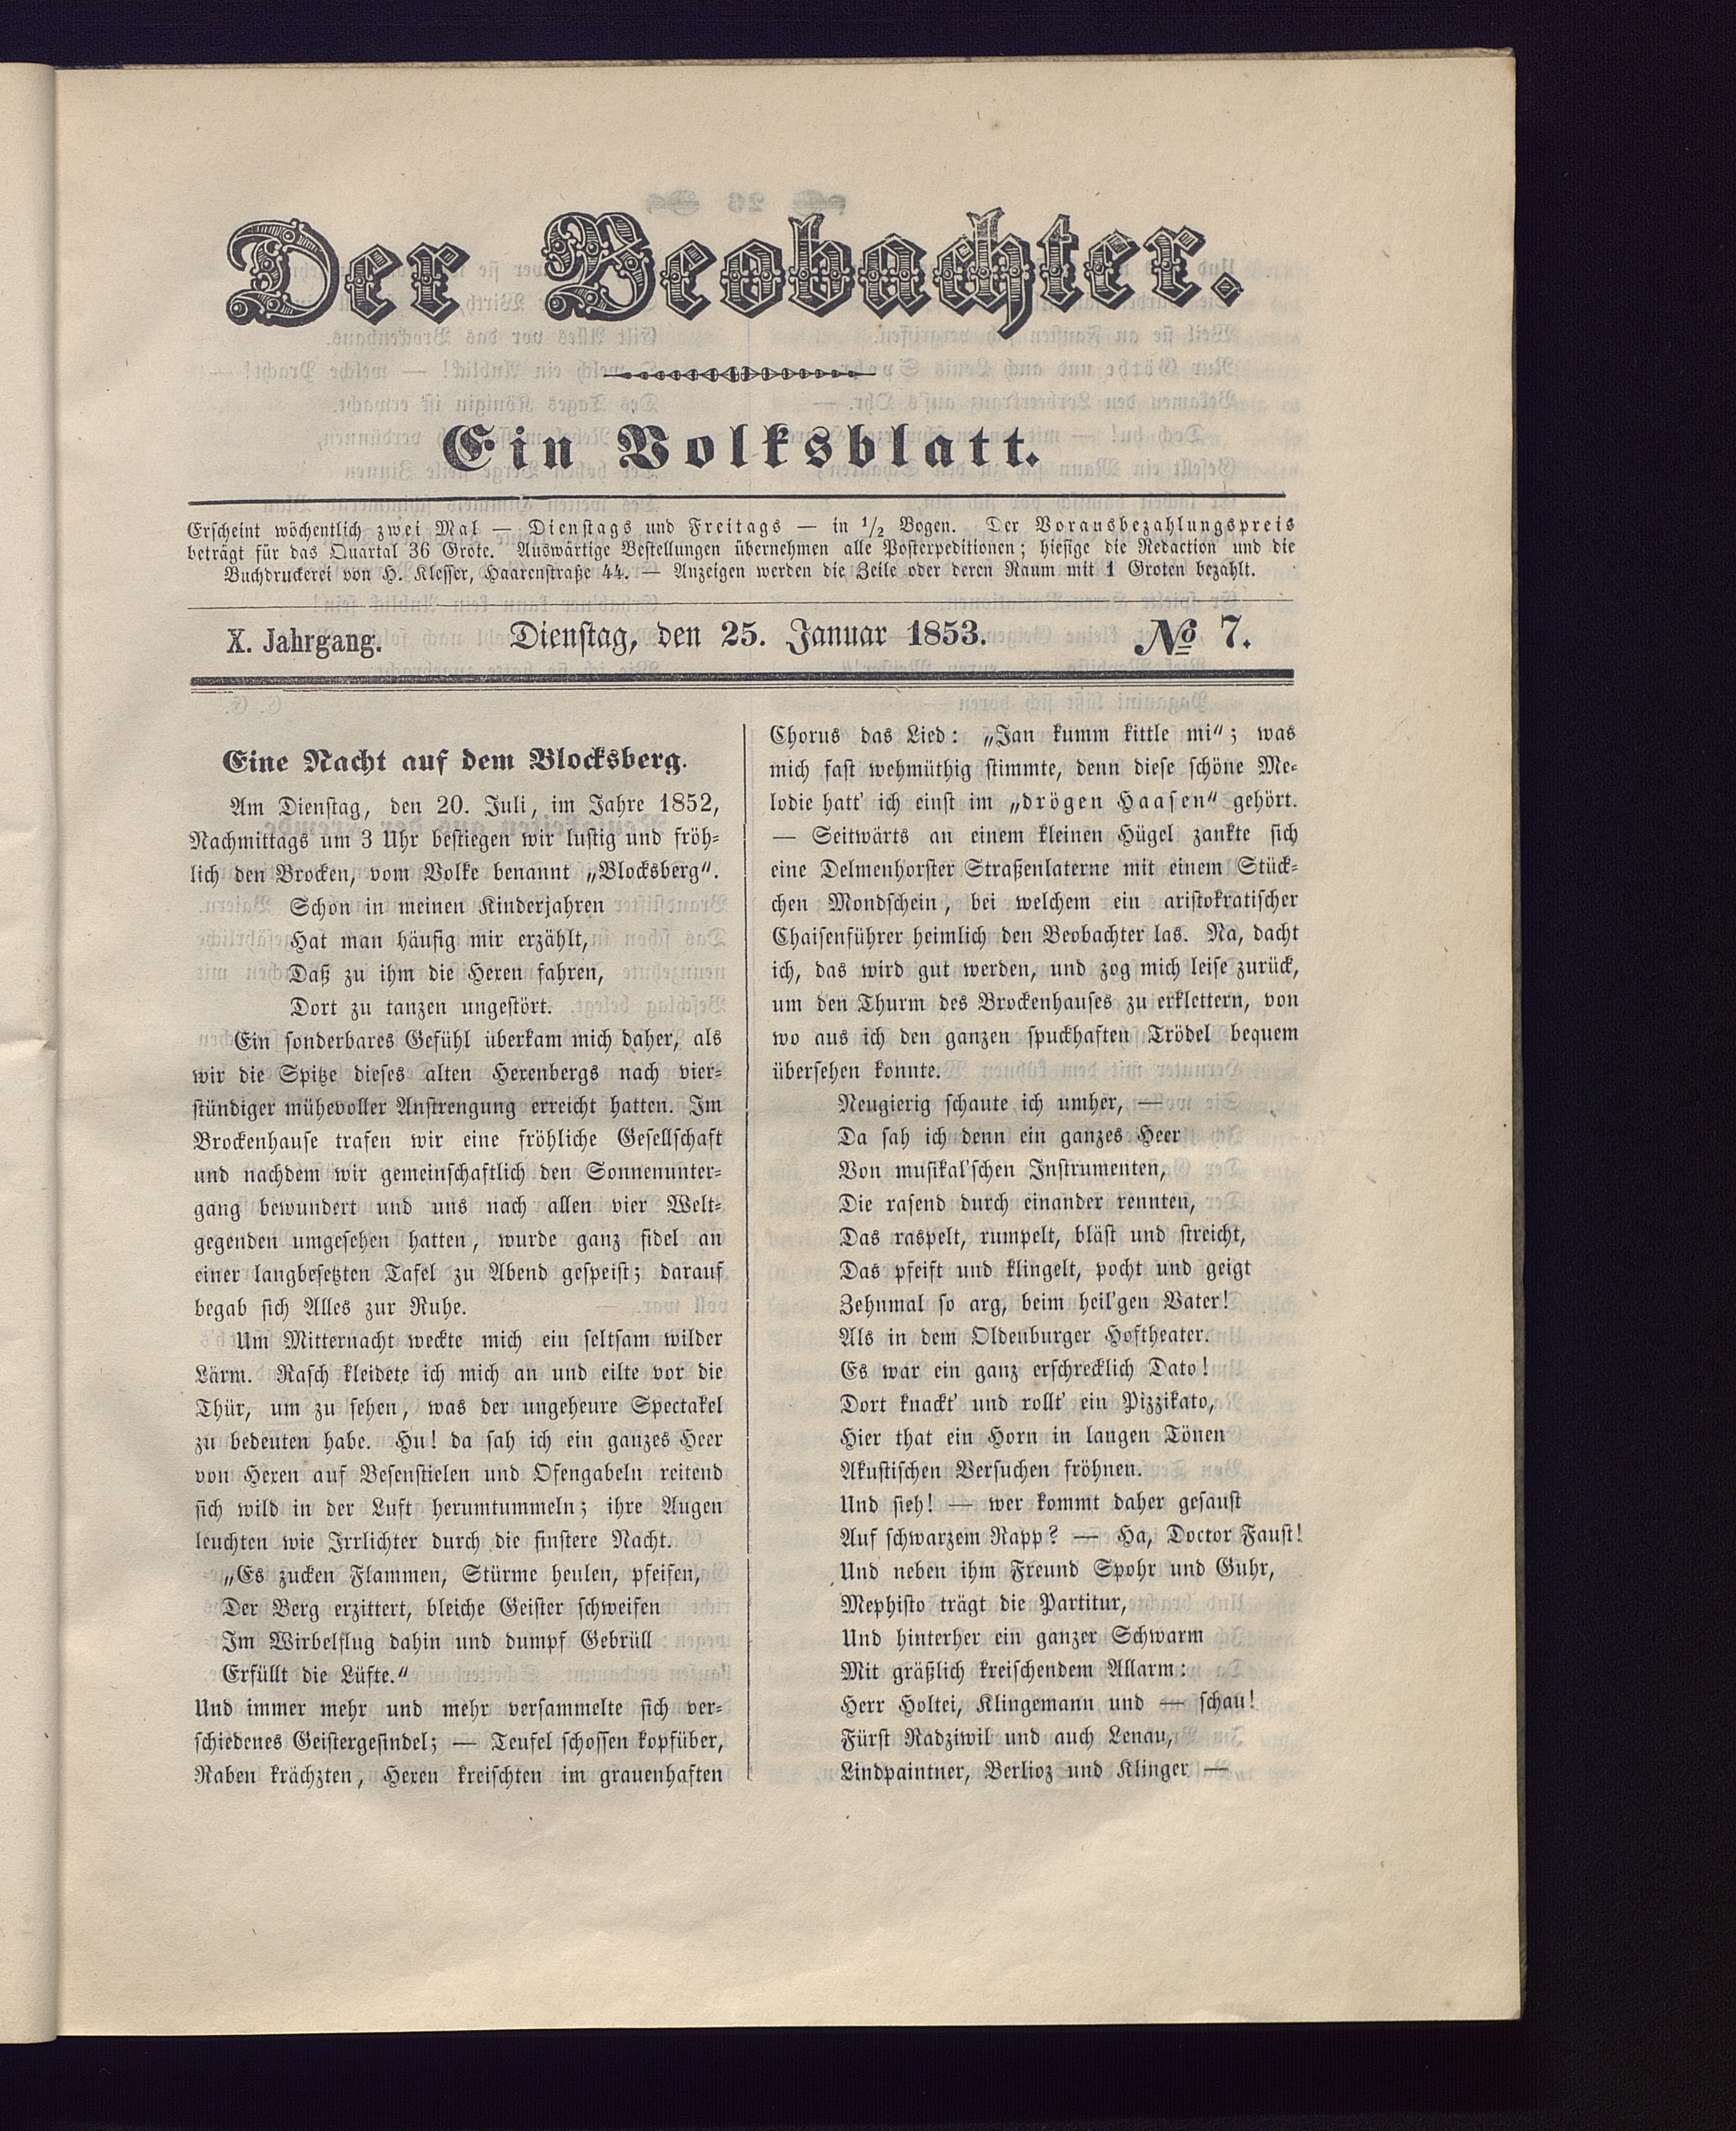 Der Beobachter.
Ein Volksblatt.
Erscheint wöchentlich zwei Mal — Dienstags und Freitags — in 1/2 Bogen. Der Vorausbezahlungspreis
beträgt für das Quartal 36 Grote. Auswärtige Bestellungen übernehmen alle Postexpeditionen; hiesige die Redaction und die
Buchdruckerei von H. Klesser, Haarenstraße 44. — Anzeigen werden die Zeile oder deren Raum mit 1 Groten bezahlt.
X. Jahrgang. Dienstag, den 25. Januar 1853. № 7.
Eine Nacht auf dem Blocksberg.
Am Dienstag, den 20. Juli, im Jahre 1852,
Nachmittags um 3 Uhr bestiegen wir lustig und fröh-
lich den Brocken, vom Volke benannt „Blocksberg“.
Schon in meinen Kinderjahren
Hat man häufig mir erzählt,
Daß zu ihm die Hexen fahren,
Dort zu tanzen ungestört.
Ein sonderbares Gefühl überkam mich daher, als
wir die Spitze dieses alten Hexenbergs nach vier-
stündiger mühevoller Anstrengung erreicht hatten. Im
Brockenhause trafen wir eine fröhliche Gesellschaft
und nachdem wir gemeinschaftlich den Sonnenunter-
gang bewundert und uns nach allen vier Welt-
gegenden umgesehen hatten, wurde ganz fidel an
einer langbesetzten Tafel zu Abend gespeist; darauf
begab sich Alles zur Ruhe.
Um Mitternacht weckte mich ein seltsam wilder
Lärm. Rasch kleidete ich mich an und eilte vor die
Thür, um zu sehen, was der ungeheure Spectakel
zu bedeuten habe. Hu! da sah ich ein ganzes Heer
von Hexen auf Besenstielen und Ofengabeln reitend
sich wild in der Luft herumtummeln; ihre Augen
leuchten wie Irrlichter durch die finstere Nacht.
„Es zucken Flammen, Stürme heulen, pfeifen,
Der Berg erzittert, bleiche Geister schweifen
Im Wirbelflug dahin und dumpf Gebrüll
Erfüllt die Lüfte.“
Und immer mehr und mehr versammelte sich ver-
schiedenes Geistergesindel; — Teufel schossen kopfüber,
Raben krächzten, Hexen kreischten im grauenhaften
Chorus das Lied: „Jan kumm kittle mi“; was
mich fast wehmüthig stimmte, denn diese schöne Me-
lodie hatt' ich einst im „drögen Haasen“ gehört.
— Seitwärts an einem kleinen Hügel zankte sich
eine Delmenhorster Straßenlaterne mit einem Stück-
chen Mondschein, bei welchem ein aristokratischer
Chaisenführer heimlich den Beobachter las. Na, dacht
ich, das wird gut werden, und zog mich leise zurück,
um den Thurm des Brockenhauses zu erklettern, von
wo aus ich den ganzen spuckhaften Trödel bequem
übersehen konnte.
Neugierig schaute ich umher, —
Da sah ich denn ein ganzes Heer
Von musikal'schen Instrumenten,
Die rasend durch einander rennten,
Das raspelt, rumpelt, bläst und streicht,
Das pfeift und klingelt, pocht und geigt
Zehnmal so arg, beim heil'gen Vater!
Als in dem Oldenburger Hoftheater.
Es war ein ganz erschrecklich Dato!
Dort knackt' und rollt' ein Pizzikato,
Hier that ein Horn in langen Tönen
Akustischen Versuchen fröhnen.
Und sieh! — wer kommt daher gesaust
Auf schwarzem Rapp? — Ha, Doctor Faust!
Und neben ihm Freund Spohr und Guhr,
Mephisto trägt die Partitur,
Und hinterher ein ganzer Schwarm
Mit gräßlich kreischendem Allarm:
Herr Holtei, Klingemann und — schau!
Fürst Radziwil und auch Lenau,
Lindpaintner, Berlioz und Klinger —